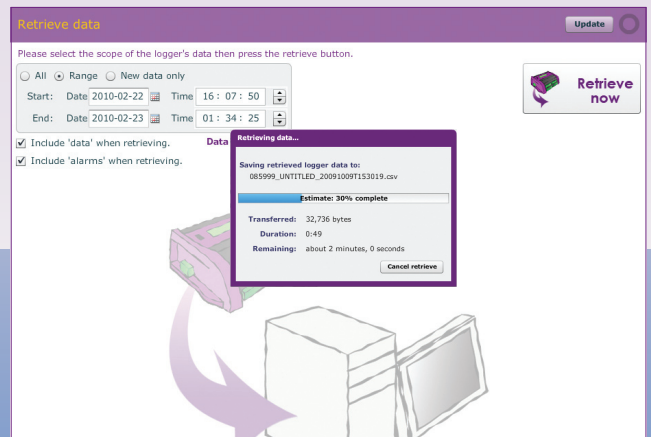 Retrieve data
Update
Please select the scope of the logger's data then press the retrieve button.
All Range New data only
Start: Date 2010-02-22 Time 16 : 07 : 50
End: Date 2010-02-23 Time 01 : 34 : 25
Retrieve
now
Include 'data' when retrieving.
Data
Include 'alarms' when retrieving.
Retrieving data...
Saving retrieved logger data to:
085999_UNTITLED_20091009T153019.csv
Estimate: 30% complete
Transferred: 32,736 bytes
Duration: 0:49
Remaining: about 2 minutes, 0 seconds
Cancel retrieve